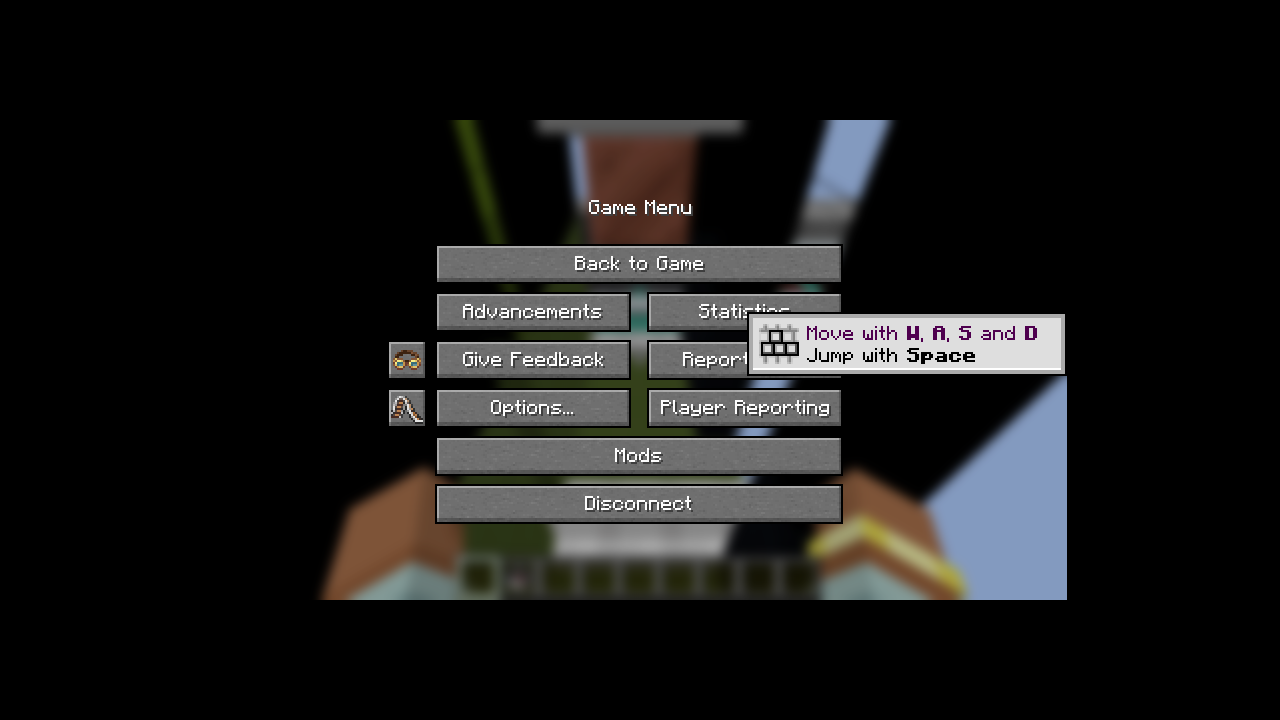 Game Menu
Back to Game
Advancements
Move with W, A, S and D
Jump with Space
Give Feedback
Options...
Player Reporting
Mods
Disconnect